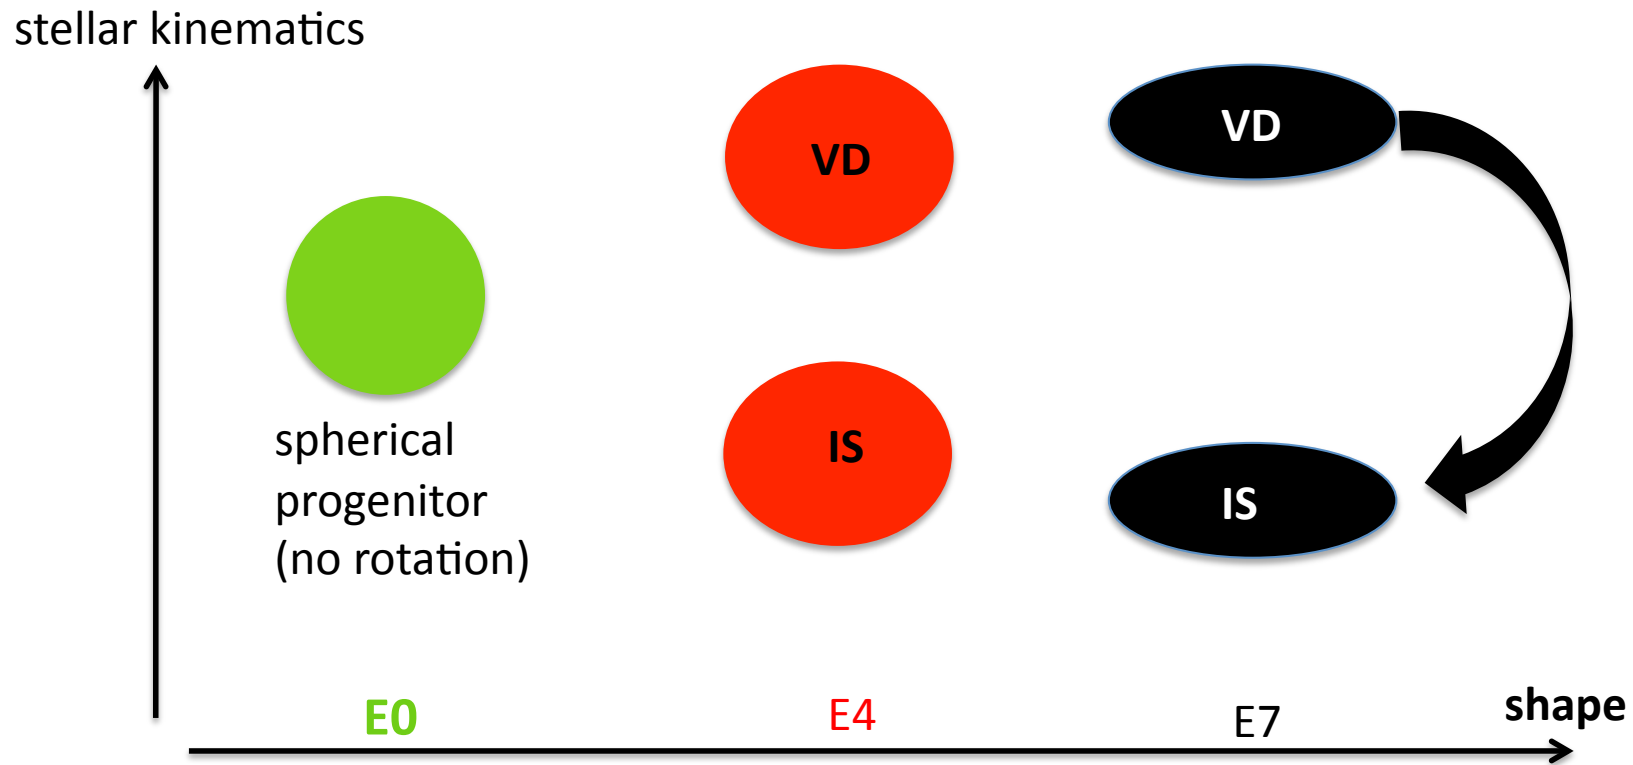 stellar kinematics
VD
VD
spherical
progenitor
(no rotation)
IS
IS
E0
E4
E7
shape